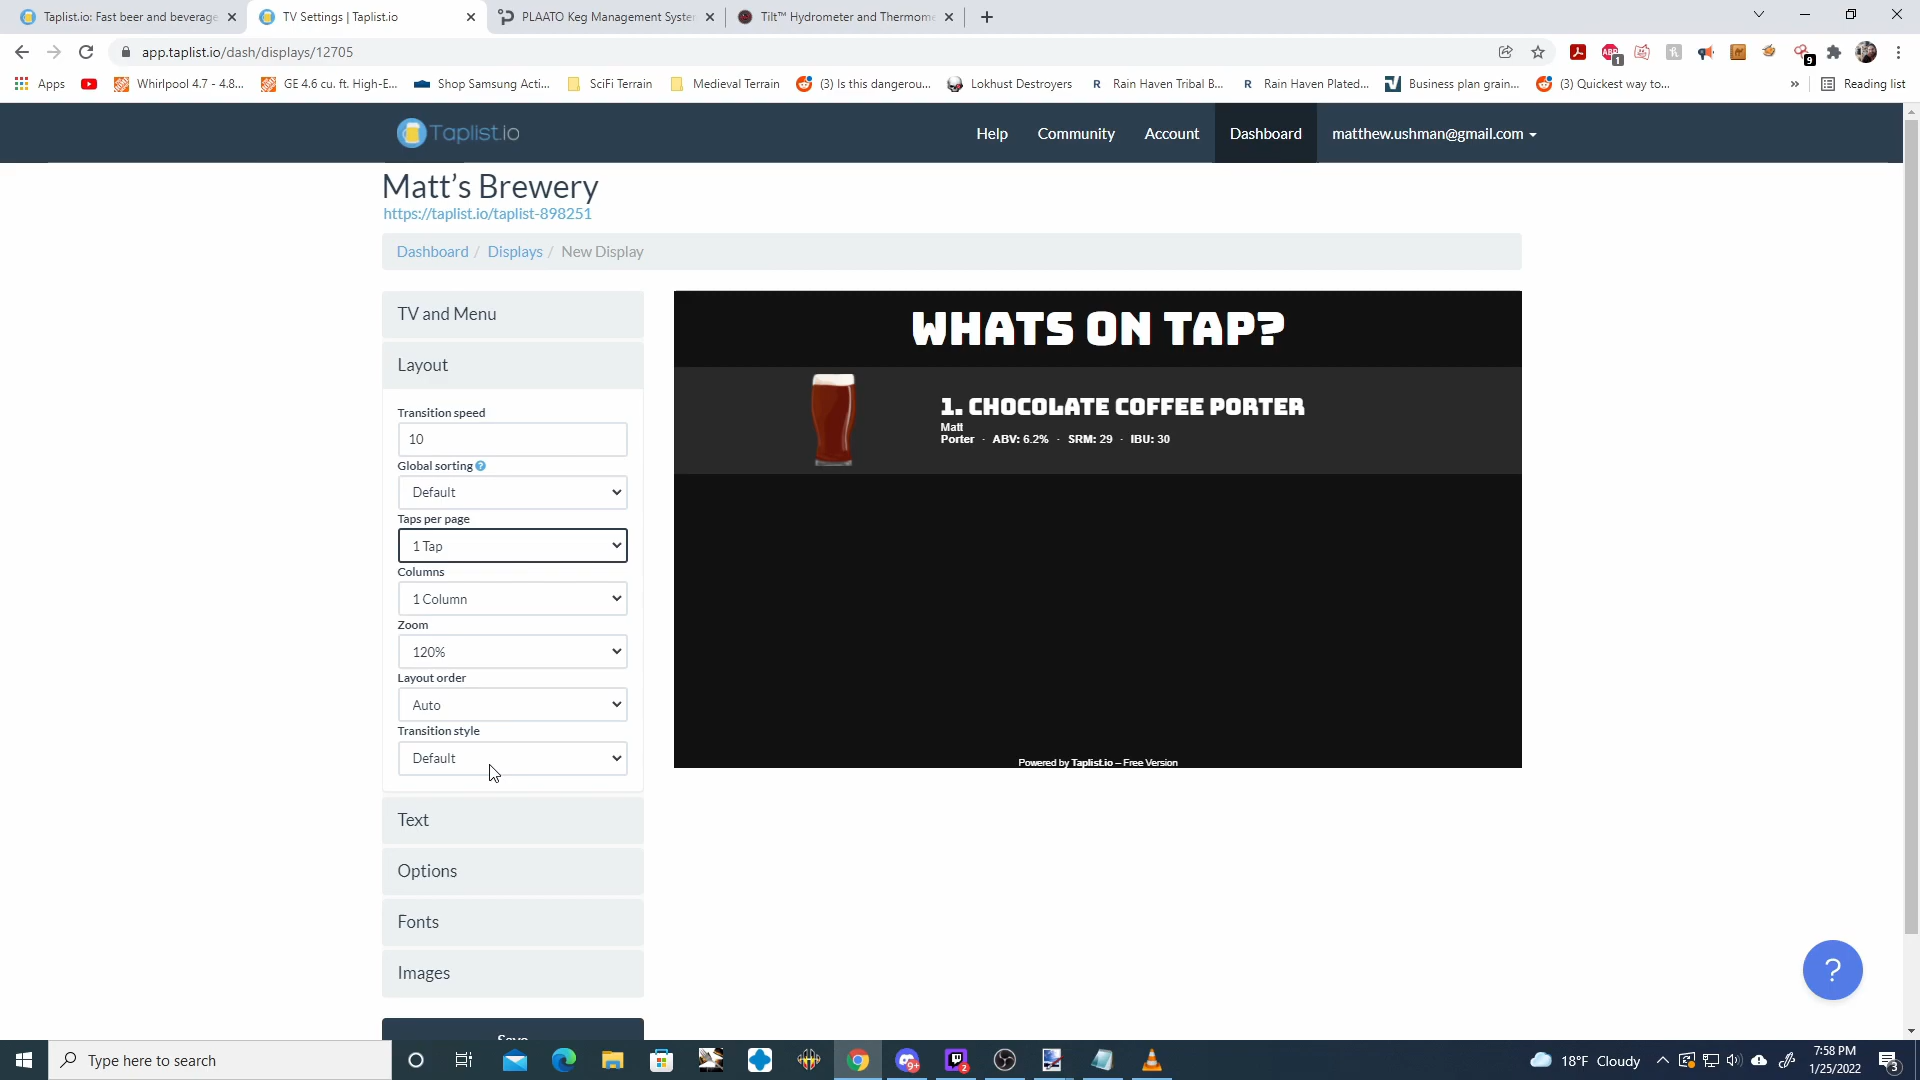 Taplist.io: Fast beer and beverage
TV Settings | Taplist.io
PLAATO Keg Management Syste
Tilt™ Hydrometer and Thermome
app.taplist.io/dash/displays/12705
Apps
Whirlpool 4.7 - 4.8...
GE 4.6 cu. ft. High-E...
Shop Samsung Acti...
SciFi Terrain
Medieval Terrain
(3) Is this dangerou...
Lokhust Destroyers
Rain Haven Tribal B...
Rain Haven Plated...
Business plan grain...
(3) Quickest way to...
»
Reading list
Taplist.io
Help
Community
Account
Dashboard
matthew.ushman@gmail.com
Matt's Brewery
https://taplist.io/taplist-898251
Dashboard / Displays / New Display
TV and Menu
Layout
Transition speed
10
Global sorting
Default
Taps per page
1 Tap
Columns
1 Column
Zoom
120%
Layout order
Auto
Transition style
Default
Text
Options
Fonts
Images
WHATS ON TAP?
1. CHOCOLATE COFFEE PORTER
Matt
Porter - ABV: 6.2% - SRM: 29 - IBU: 30
Powered by Taplist.io – Free Version
?
Type here to search
18°F Cloudy
7:58 PM
1/25/2022